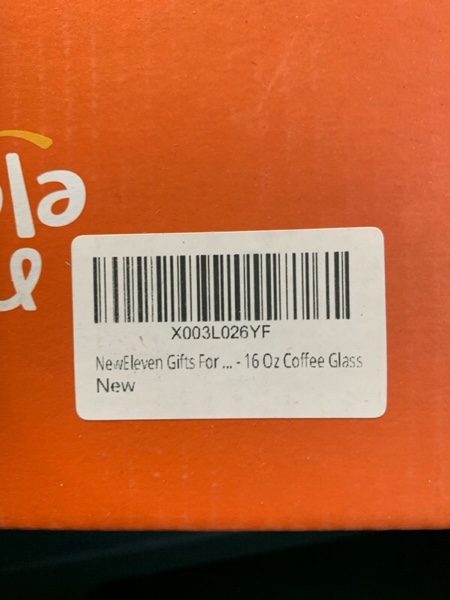 X003L026YF
NewEleven Gifts For ... - 16 Oz Coffee Glass
New